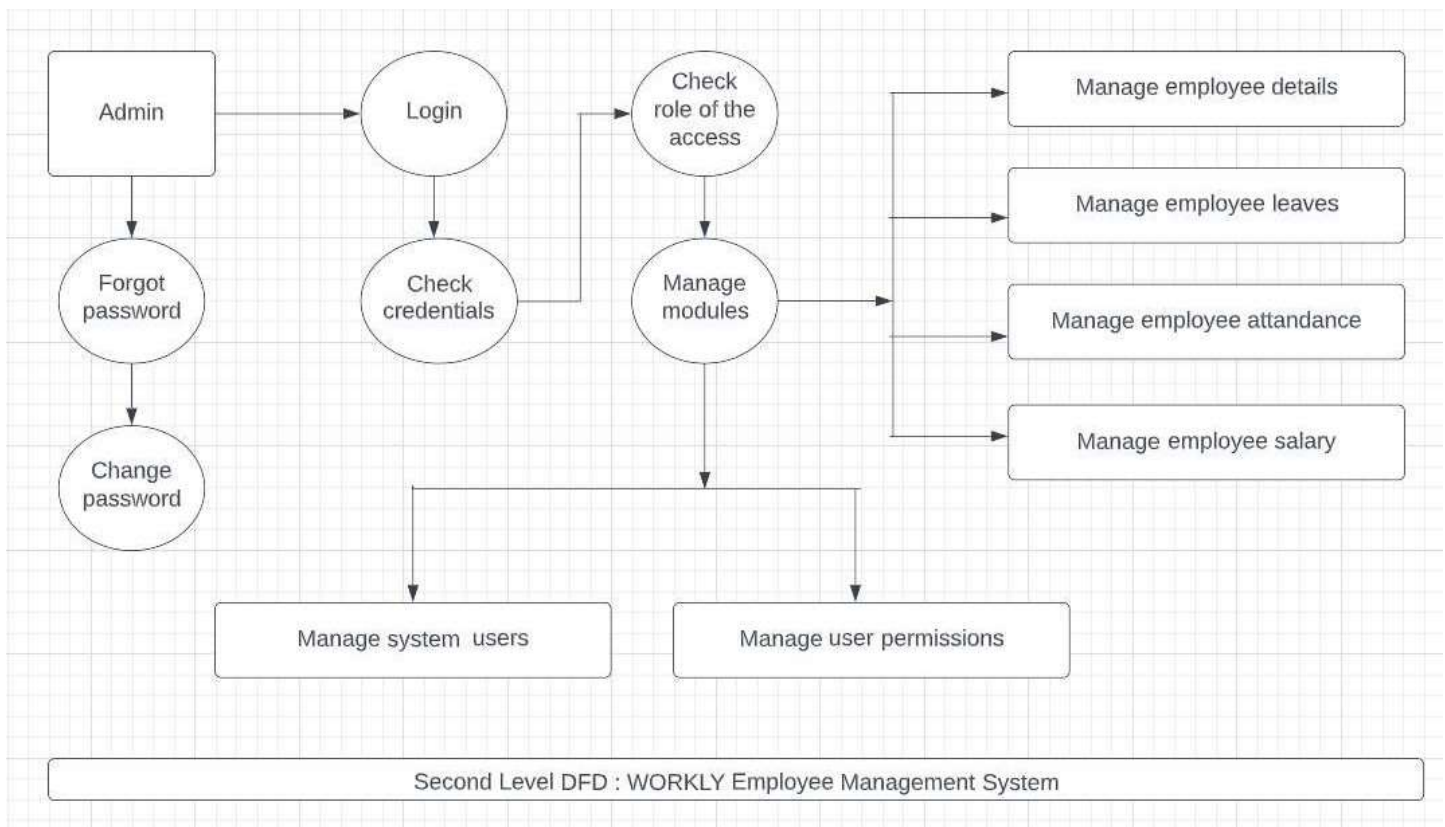 Admin
Login
Check
role of the
access
Manage employee details
Manage employee leaves
Forgot
password
Check
credentials
Manage
modules
Manage employee attandance
Manage employee salary
Change
password
Manage system users
Manage user permissions
Second Level DFD : WORKLY Employee Management System